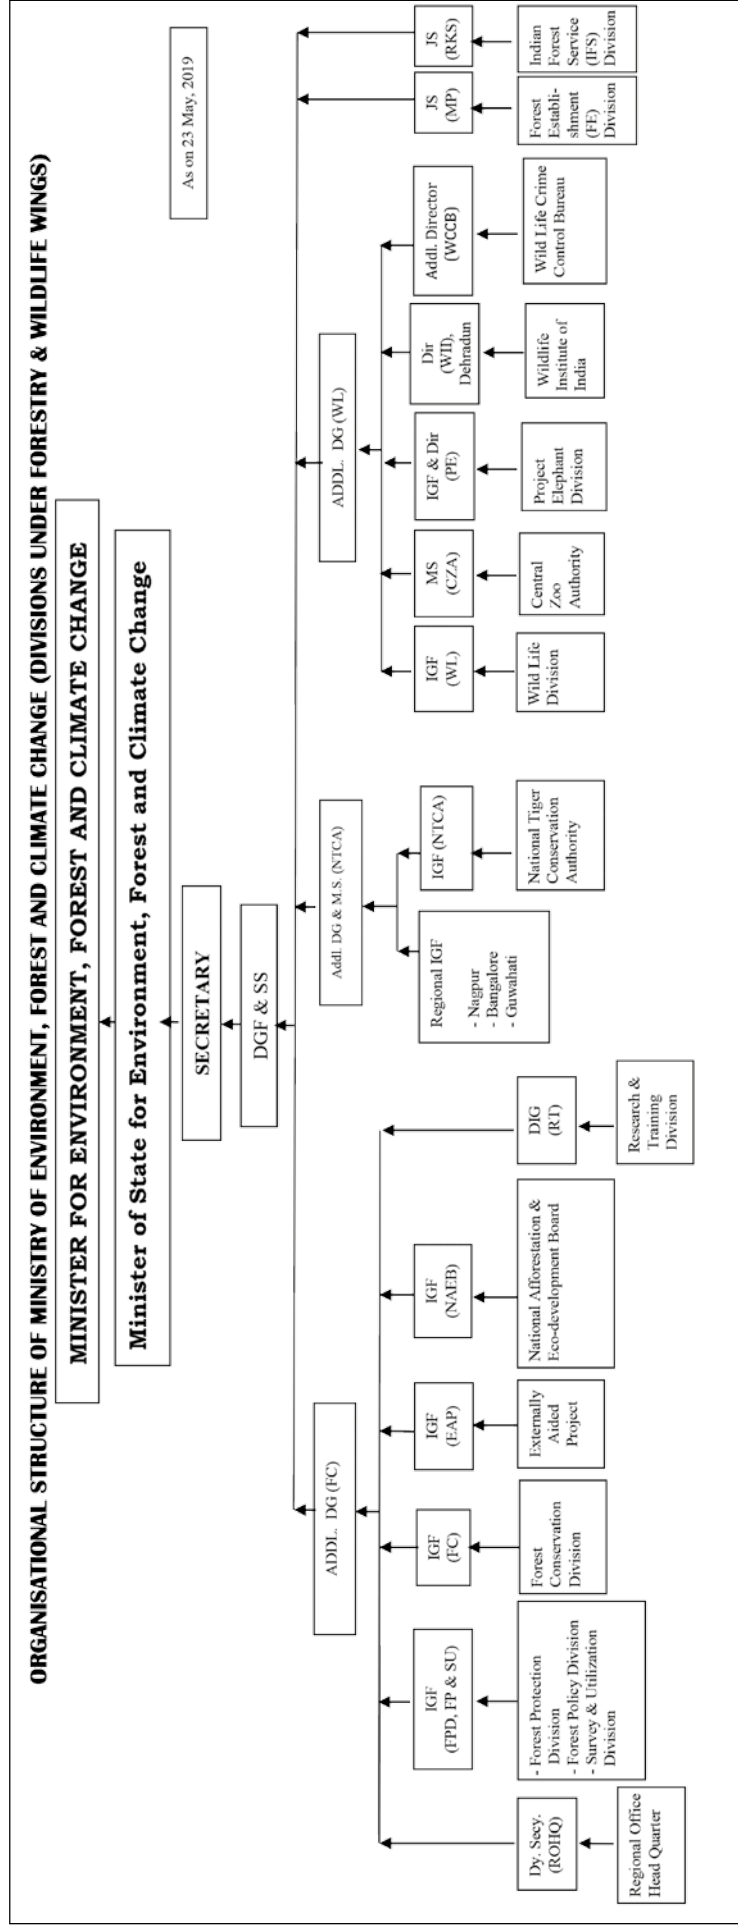 ORGANISATIONAL STRUCTURE OF MINISTRY OF ENVIRONMENT, FOREST AND CLIMATE CHANGE (DIVISIONS UNDER FORESTRY & WILDLIFE WINGS)
MINISTER FOR ENVIRONMENT, FOREST AND CLIMATE CHANGE
Minister of State for Environment, Forest and Climate Change
As on 23 May, 2019
SECRETARY
DGF & SS
ADDL. DG (FC)
Addl. DG & M.S. (NTCA)
ADDL. DG (WL)
IGF
(FPD, FP & SU)
IGF
(FC)
IGF
(EAP)
IGF
(NAEB)
Regional IGF
- Nagpur
- Bangalore
- Guwahati
IGF (NTCA)
IGF
(WL)
MS
(CZA)
IGF & Dir
(PE)
Dir
(WII),
Dehradun
Addl. Director
(WCCB)
JS
(MP)
JS
(RKS)
Dy. Secy.
(ROHQ)
- Forest Protection
Division
- Forest Policy Division
- Survey & Utilization
Division
Forest
Conservation
Division
Externally
Aided
Project
National Afforestation &
Eco-development Board
DIG
(RT)
National Tiger
Conservation
Authority
Wild Life
Division
Central
Zoo
Authority
Project
Elephant
Division
Wildlife
Institute of
India
Wild Life Crime
Control Bureau
Forest
Establi-
shment
(FE)
Division
Indian
Forest
Service
(IFS)
Division
Regional Office
Head Quarter
Research &
Training
Division